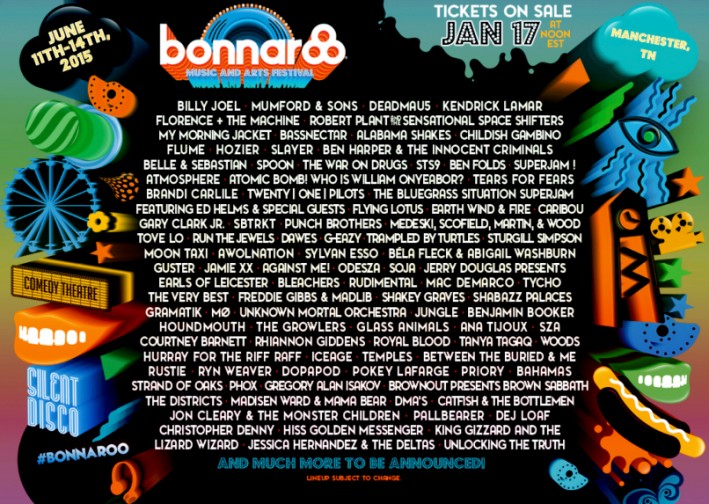 JUNE
11TH-14TH,
2015
bonnaroo
MUSIC AND ARTS FESTIVAL
TICKETS ON SALE
JAN 17 AT NOON EST
MANCHESTER,
TN
BILLY JOEL · MUMFORD & SONS · DEADMAU5 · KENDRICK LAMAR
FLORENCE + THE MACHINE · ROBERT PLANT & THE SENSATIONAL SPACE SHIFTERS
MY MORNING JACKET · BASSNECTAR · ALABAMA SHAKES · CHILDISH GAMBINO
FLUME · HOZIER · SLAYER · BEN HARPER & THE INNOCENT CRIMINALS
BELLE & SEBASTIAN · SPOON · THE WAR ON DRUGS · STS9 · BEN FOLDS · SUPERJAM !
ATMOSPHERE · ATOMIC BOMB! WHO IS WILLIAM ONYEABOR? · TEARS FOR FEARS
BRANDI CARLILE · TWENTY | ONE | PILOTS · THE BLUEGRASS SITUATION SUPERJAM
FEATURING ED HELMS & SPECIAL GUESTS · FLYING LOTUS · EARTH WIND & FIRE · CARIBOU
GARY CLARK JR. · SBTRKT · PUNCH BROTHERS · MEDESKI, SCOFIELD, MARTIN, & WOOD
TOVE LO · RUN THE JEWELS · DAWES · G-EAZY · TRAMPLED BY TURTLES · STURGILL SIMPSON
MOON TAXI · AWOLNATION · SYLVAN ESSO · BÉLA FLECK & ABIGAIL WASHBURN
GUSTER · JAMIE XX · AGAINST ME! · ODESZA · SOJA · JERRY DOUGLAS PRESENTS
EARLS OF LEICESTER · BLEACHERS · RUDIMENTAL · MAC DEMARCO · TYCHO
THE VERY BEST · FREDDIE GIBBS & MADLIB · SHAKEY GRAVES · SHABAZZ PALACES
GRAMATIK · MØ · UNKNOWN MORTAL ORCHESTRA · JUNGLE · BENJAMIN BOOKER
HOUNDMOUTH · THE GROWLERS · GLASS ANIMALS · ANA TIJOUX · SZA
COURTNEY BARNETT · RHIANNON GIDDENS · ROYAL BLOOD · TANYA TAGAQ · WOODS
HURRAY FOR THE RIFF RAFF · ICEAGE · TEMPLES · BETWEEN THE BURIED & ME
RUSTIE · RYN WEAVER · DOPAPOD · POKEY LAFARGE · PRIORY · BAHAMAS
STRAND OF OAKS · PHOX · GREGORY ALAN ISAKOV · BROWNOUT PRESENTS BROWN SABBATH
THE DISTRICTS · MADISEN WARD & MAMA BEAR · DMA'S · CATFISH & THE BOTTLEMEN
JON CLEARY & THE MONSTER CHILDREN · PALLBEARER · DEJ LOAF
CHRISTOPHER DENNY · HISS GOLDEN MESSENGER · KING GIZZARD AND THE
LIZARD WIZARD · JESSICA HERNANDEZ & THE DELTAS · UNLOCKING THE TRUTH
AND MUCH MORE TO BE ANNOUNCED!
LINEUP SUBJECT TO CHANGE
COMEDY THEATRE
SILENT
DISCO
#BONNAROO